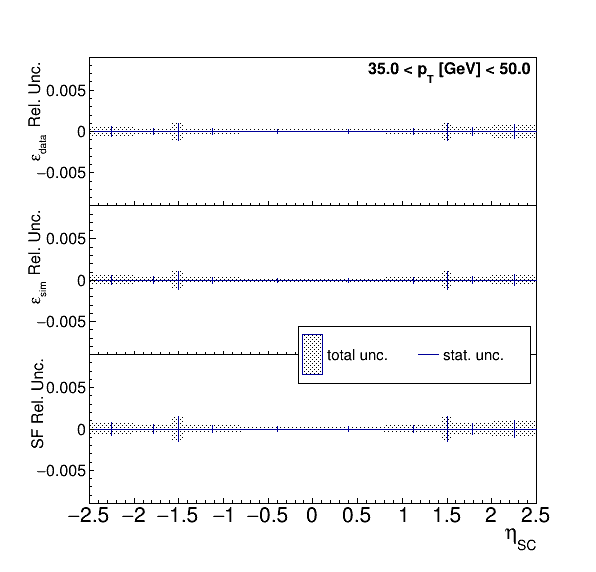 35.0 < p_T [GeV] < 50.0
ε_data Rel. Unc.
0.005
0
−0.005
ε_sim Rel. Unc.
0.005
0
−0.005
total unc.
stat. unc.
SF Rel. Unc.
0.005
0
−0.005
−2.5 −2 −1.5 −1 −0.5 0 0.5 1 1.5 2 2.5
η_SC